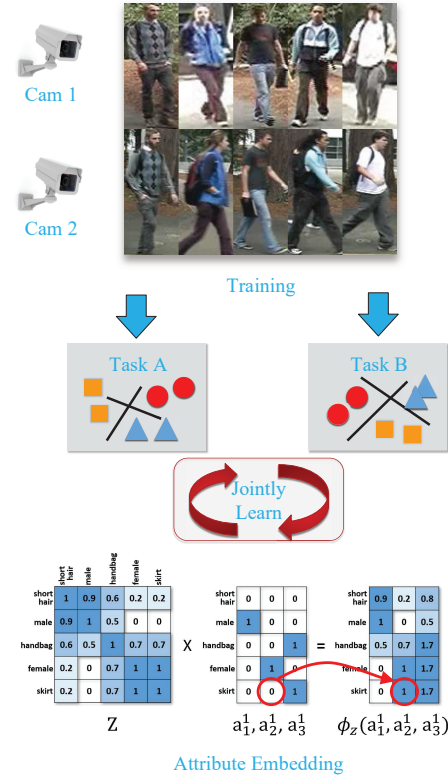 Cam 1
Cam 2
Training
Task A
Task B
Jointly
Learn
short hair male handbag female skirt
short hair 1 0.9 0.6 0.2 0.2
male 0.9 1 0.5 0 0
handbag 0.6 0.5 1 0.7 0.7
female 0.2 0 0.7 1 1
skirt 0.2 0 0.7 1 1
X
short hair 0 0 0
male 1 0 0
handbag 0 0 1
female 0 1 0
skirt 0 0 1
=
short hair 0.9 0.2 0.8
male 1 0 0.5
handbag 0.5 0.7 1.7
female 0 1 1.7
skirt 0 1 1.7
Z
a₁¹, a₂¹, a₃¹
ϕ_z(a₁¹, a₂¹, a₃¹)
Attribute Embedding